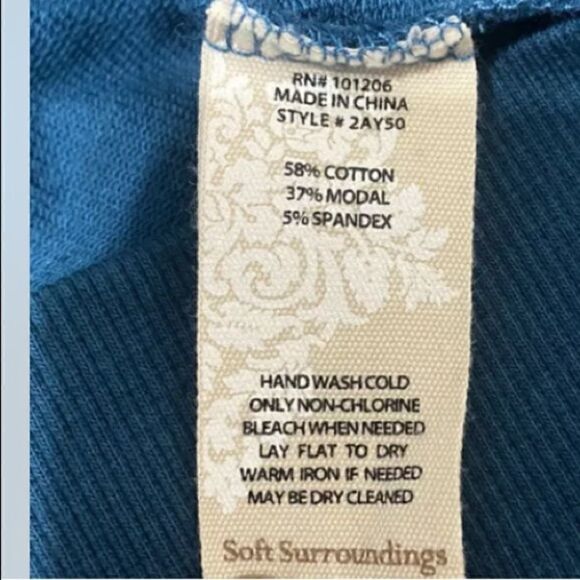 RN# 101206
MADE IN CHINA
STYLE # 2AY50
58% COTTON
37% MODAL
5% SPANDEX
HAND WASH COLD
ONLY NON-CHLORINE
BLEACH WHEN NEEDED
LAY FLAT TO DRY
WARM IRON IF NEEDED
MAY BE DRY CLEANED
Soft Surroundings